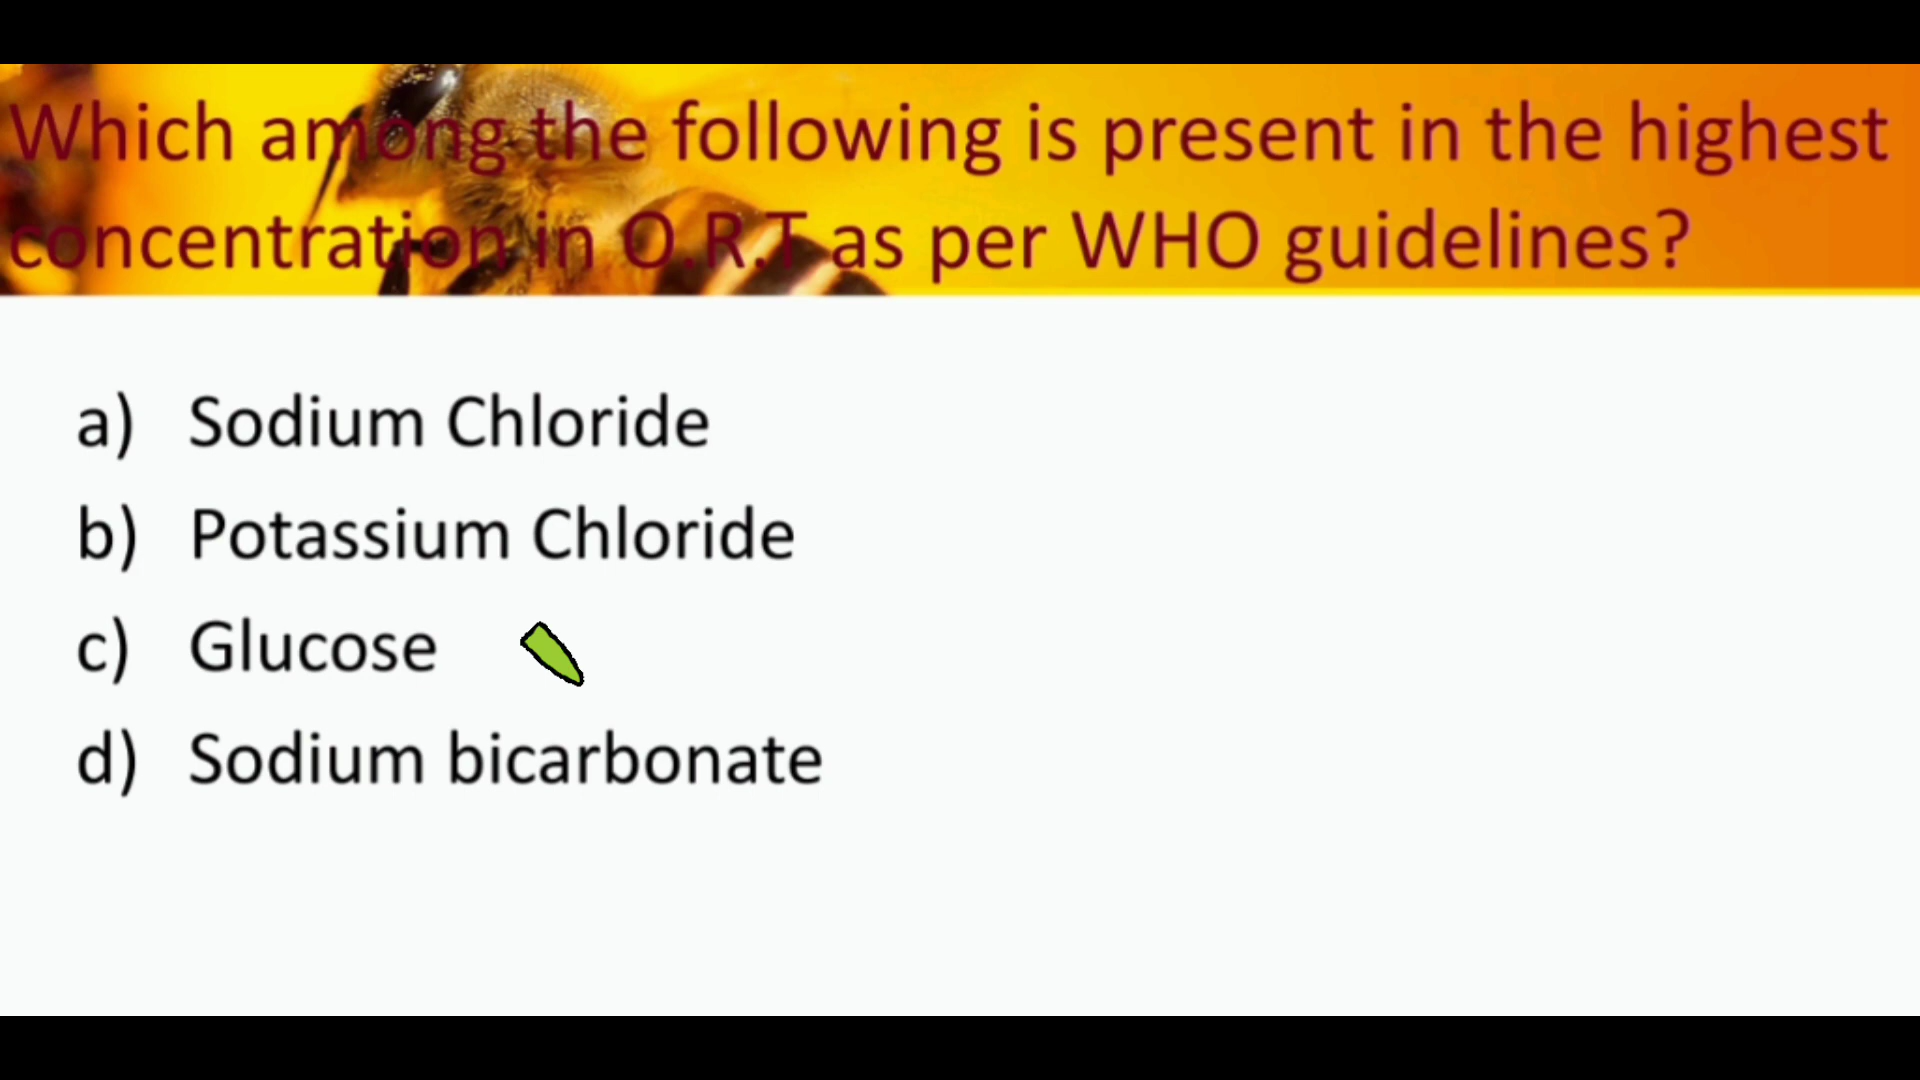 Which among the following is present in the highest
concentration in O.R.T as per WHO guidelines?
a) Sodium Chloride
b) Potassium Chloride
c) Glucose
d) Sodium bicarbonate